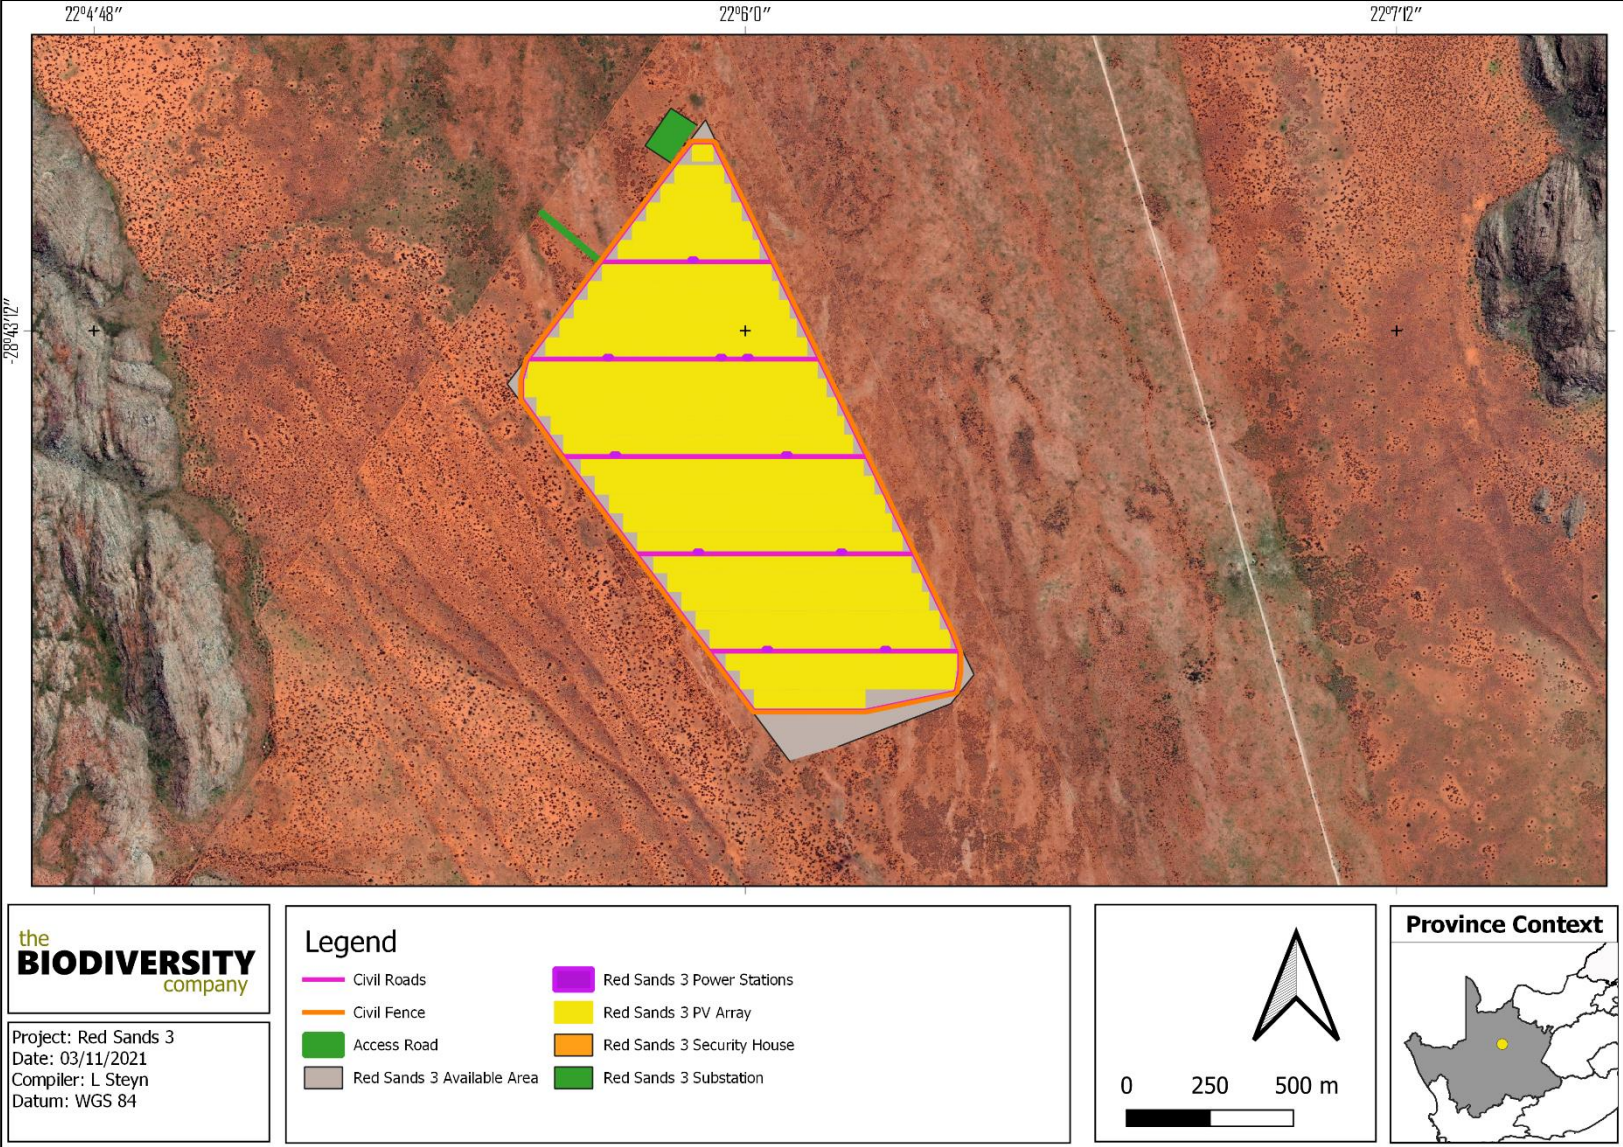 22°4'48"
22°6'0"
22°7'12"
-28°43'12"
the
BIODIVERSITY
company
Project: Red Sands 3
Date: 03/11/2021
Compiler: L Steyn
Datum: WGS 84
Legend
Civil Roads
Civil Fence
Access Road
Red Sands 3 Available Area
Red Sands 3 Power Stations
Red Sands 3 PV Array
Red Sands 3 Security House
Red Sands 3 Substation
0 250 500 m
Province Context